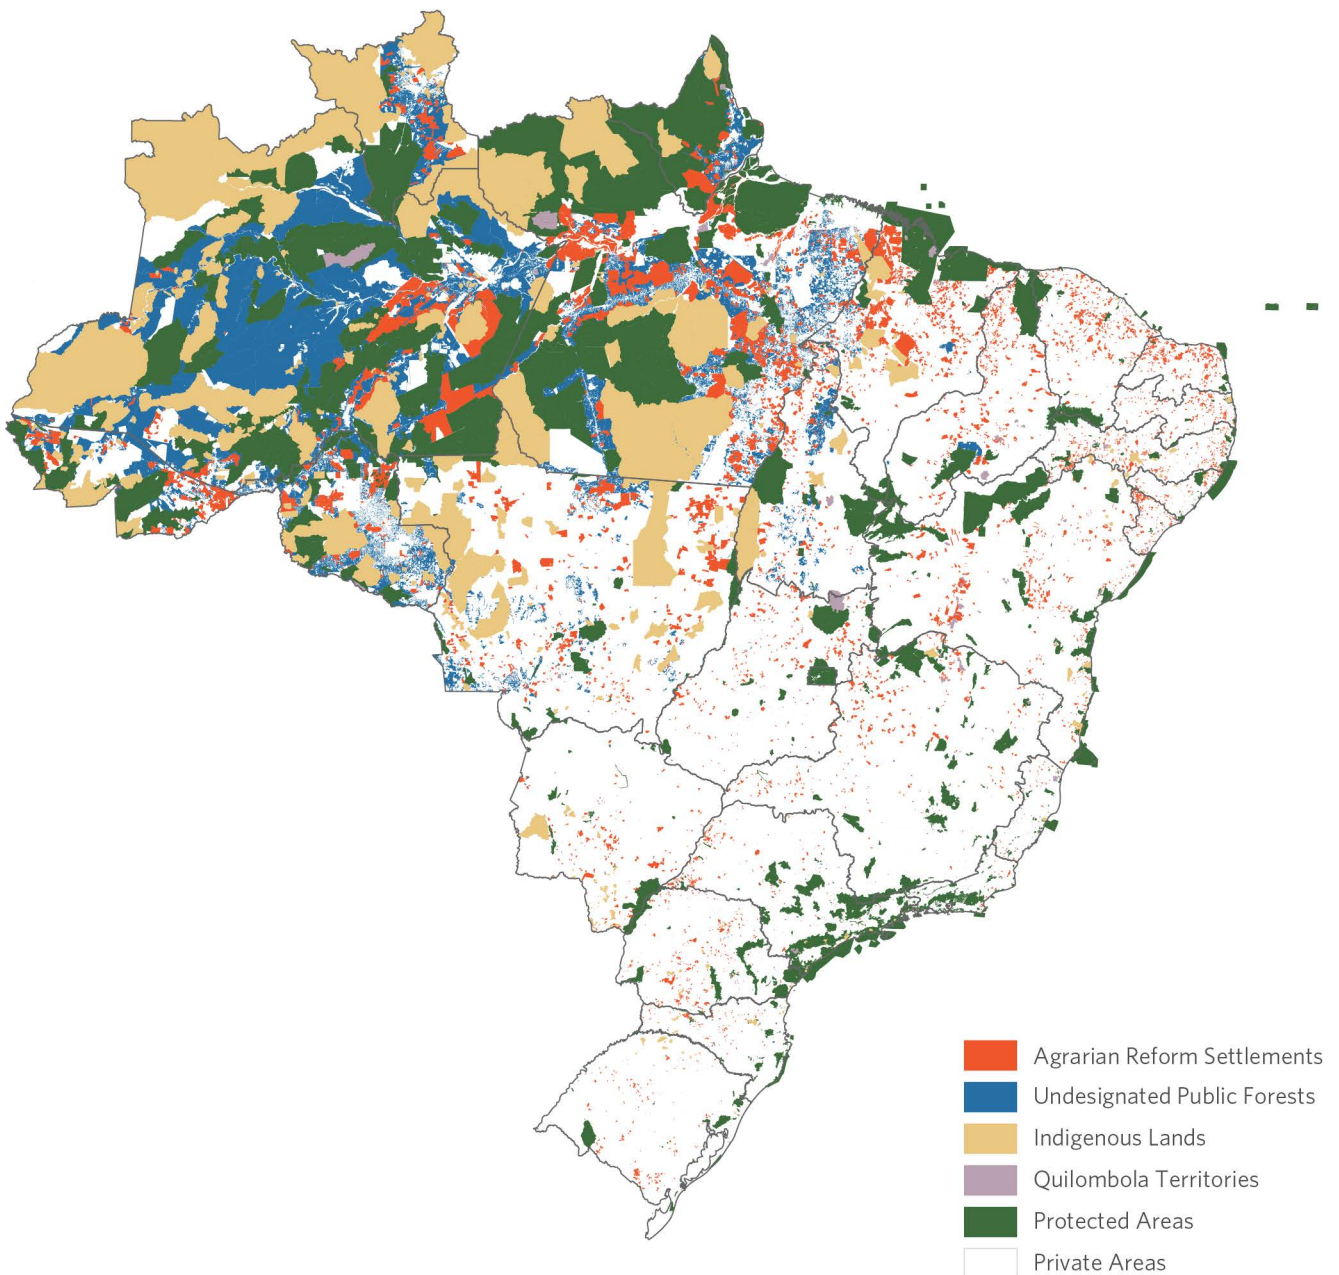 Agrarian Reform Settlements
Undesignated Public Forests
Indigenous Lands
Quilombola Territories
Protected Areas
Private Areas